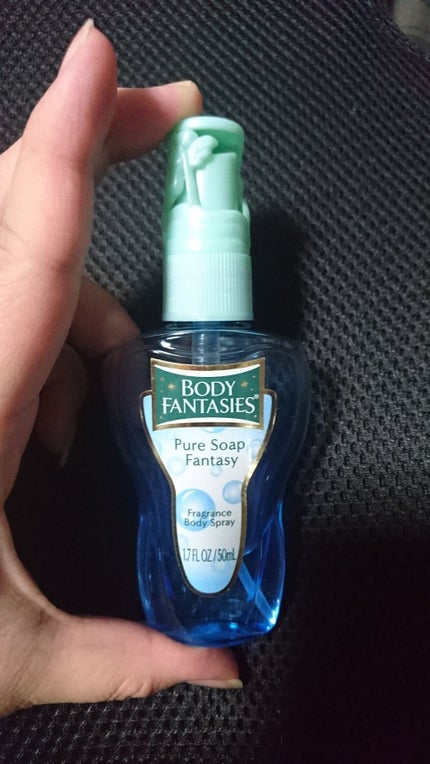 BODY
FANTASIES®
Pure Soap
Fantasy
Fragrance
Body Spray
1.7 FL OZ/50mL